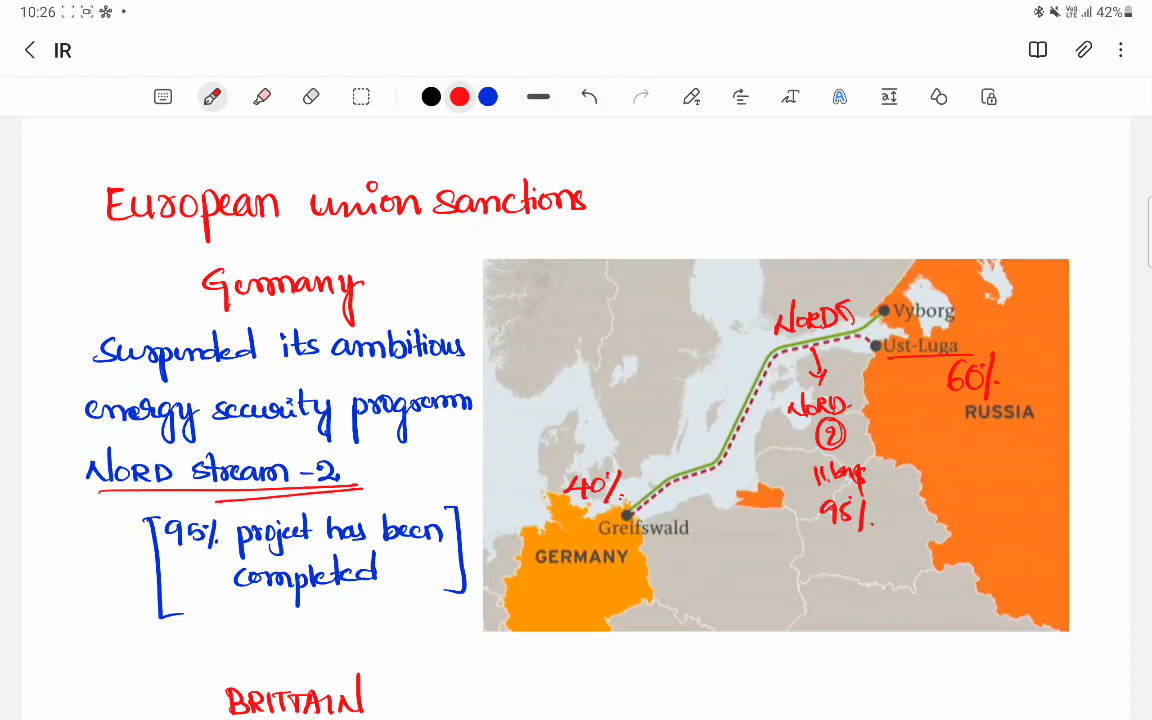 10:26
42%
IR
European union sanctions
Germany
suspended its ambitious
energy security programm
NORD stream -2
[95% project has been
completed]
NORD
Vyborg
Ust-Luga
60%
NORD
2
RUSSIA
95%
40%
Greifswald
GERMANY
BRITTAIN